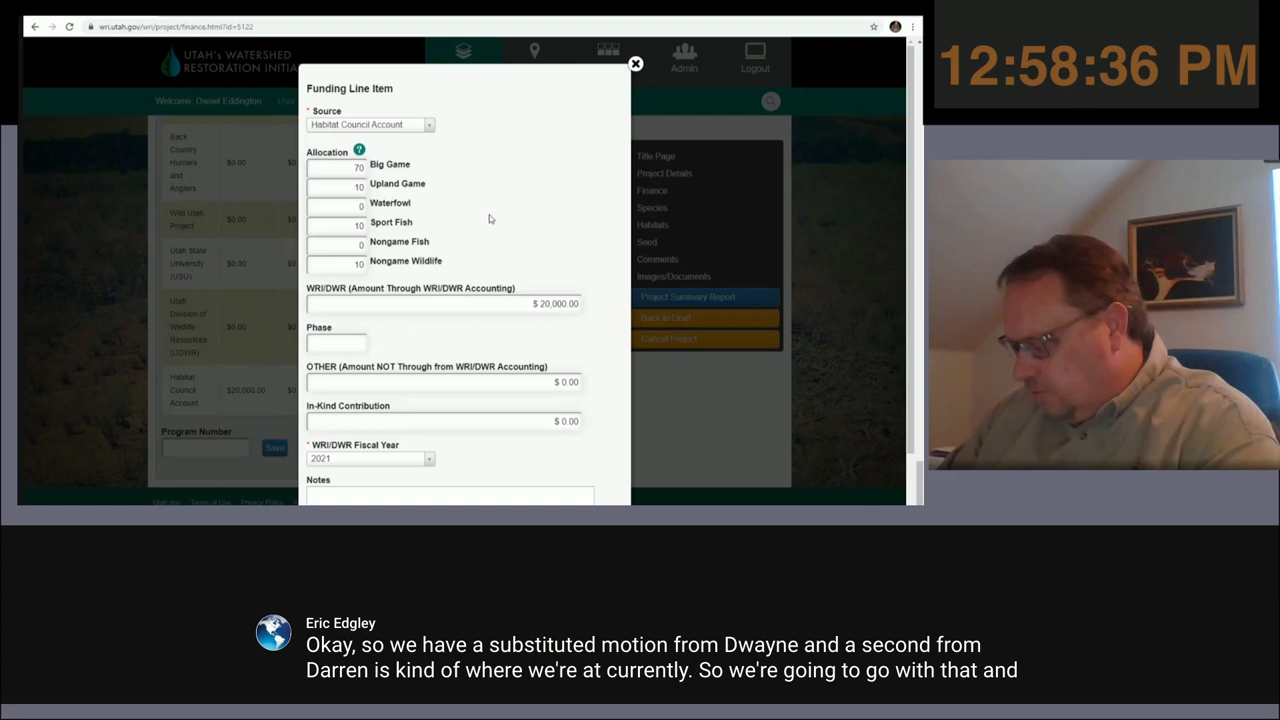 wri.utah.gov/wri/project/finance.html?id=5122
12:58:36 PM
UTAH'S WATERSHED
RESTORATION INITIA
Admin
Logout
Welcome: Daniel Eddington
User
Back
Country
Hunters
and
Anglers
$0.00
Wild Utah
Project
$0.00
Utah State
University
(USU)
$0.00
Utah
Division of
Wildlife
Resources
(UDWR)
$0.00
Habitat
Council
Account
$20,000.00
Program Number
Save
Utah.gov
Terms of Use
Privacy Policy
Funding Line Item
* Source
Habitat Council Account
Allocation ?
70 Big Game
10 Upland Game
0 Waterfowl
10 Sport Fish
0 Nongame Fish
10 Nongame Wildlife
WRI/DWR (Amount Through WRI/DWR Accounting)
$ 20,000.00
Phase
OTHER (Amount NOT Through from WRI/DWR Accounting)
$ 0.00
In-Kind Contribution
$ 0.00
* WRI/DWR Fiscal Year
2021
Notes
Title Page
Project Details
Finance
Species
Habitats
Seed
Comments
Images/Documents
Project Summary Report
Back to Draft
Cancel Project
Eric Edgley
Okay, so we have a substituted motion from Dwayne and a second from
Darren is kind of where we're at currently. So we're going to go with that and